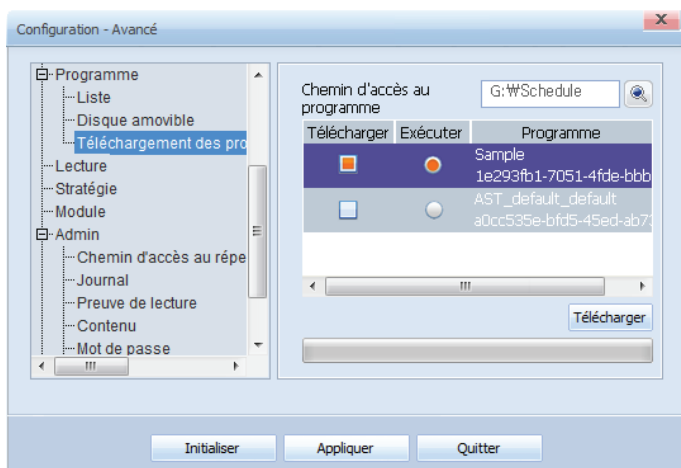 Configuration - Avancé
x
Programme
Liste
Disque amovible
Téléchargement des pro
Lecture
Stratégie
Module
Admin
Chemin d'accès au répe
Journal
Preuve de lecture
Contenu
Mot de passe
Chemin d'accès au
programme
G:₩Schedule
Télécharger Exécuter Programme
Sample
1e293fb1-7051-4fde-bbb
AST_default_default
a0cc535e-bfd5-45ed-ab73
Télécharger
Initialiser Appliquer Quitter